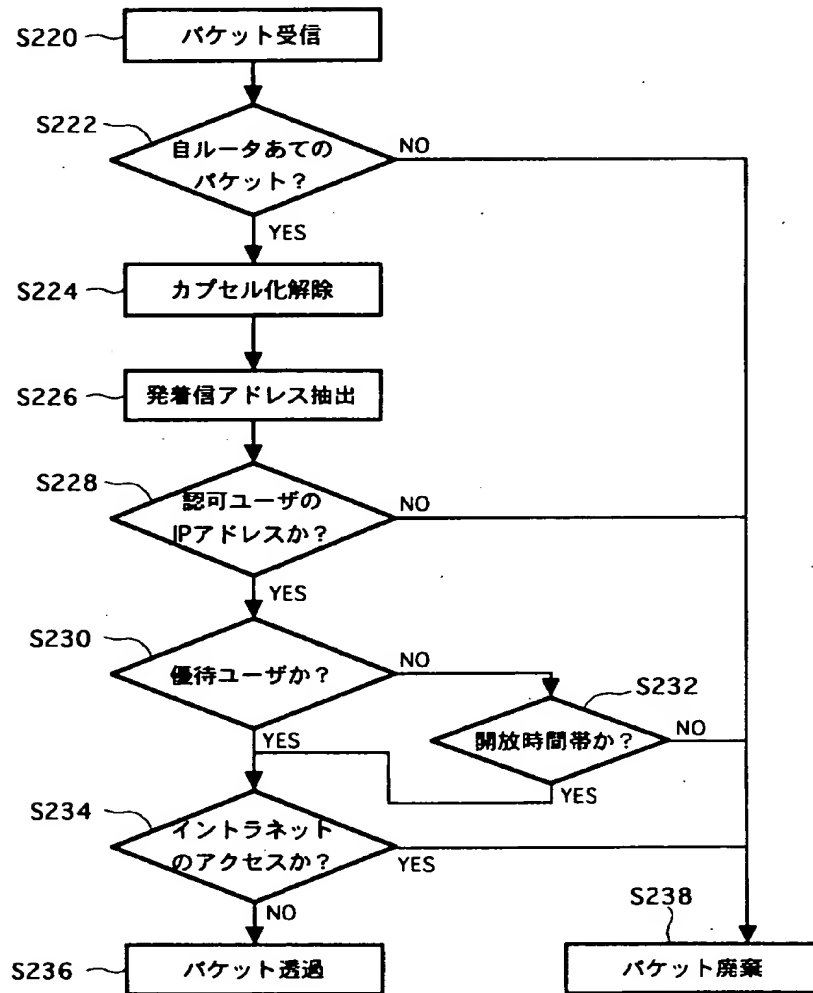 S220
パケット受信
S222
自ルータあての
パケット?
NO
YES
S224
カプセル化解除
S226
発着信アドレス抽出
S228
認可ユーザの
IPアドレスか?
NO
YES
S230
優待ユーザか?
NO
YES
S232
開放時間帯か?
NO
YES
S234
イントラネット
のアクセスか?
YES
NO
S236
パケット透過
S238
パケット廃棄